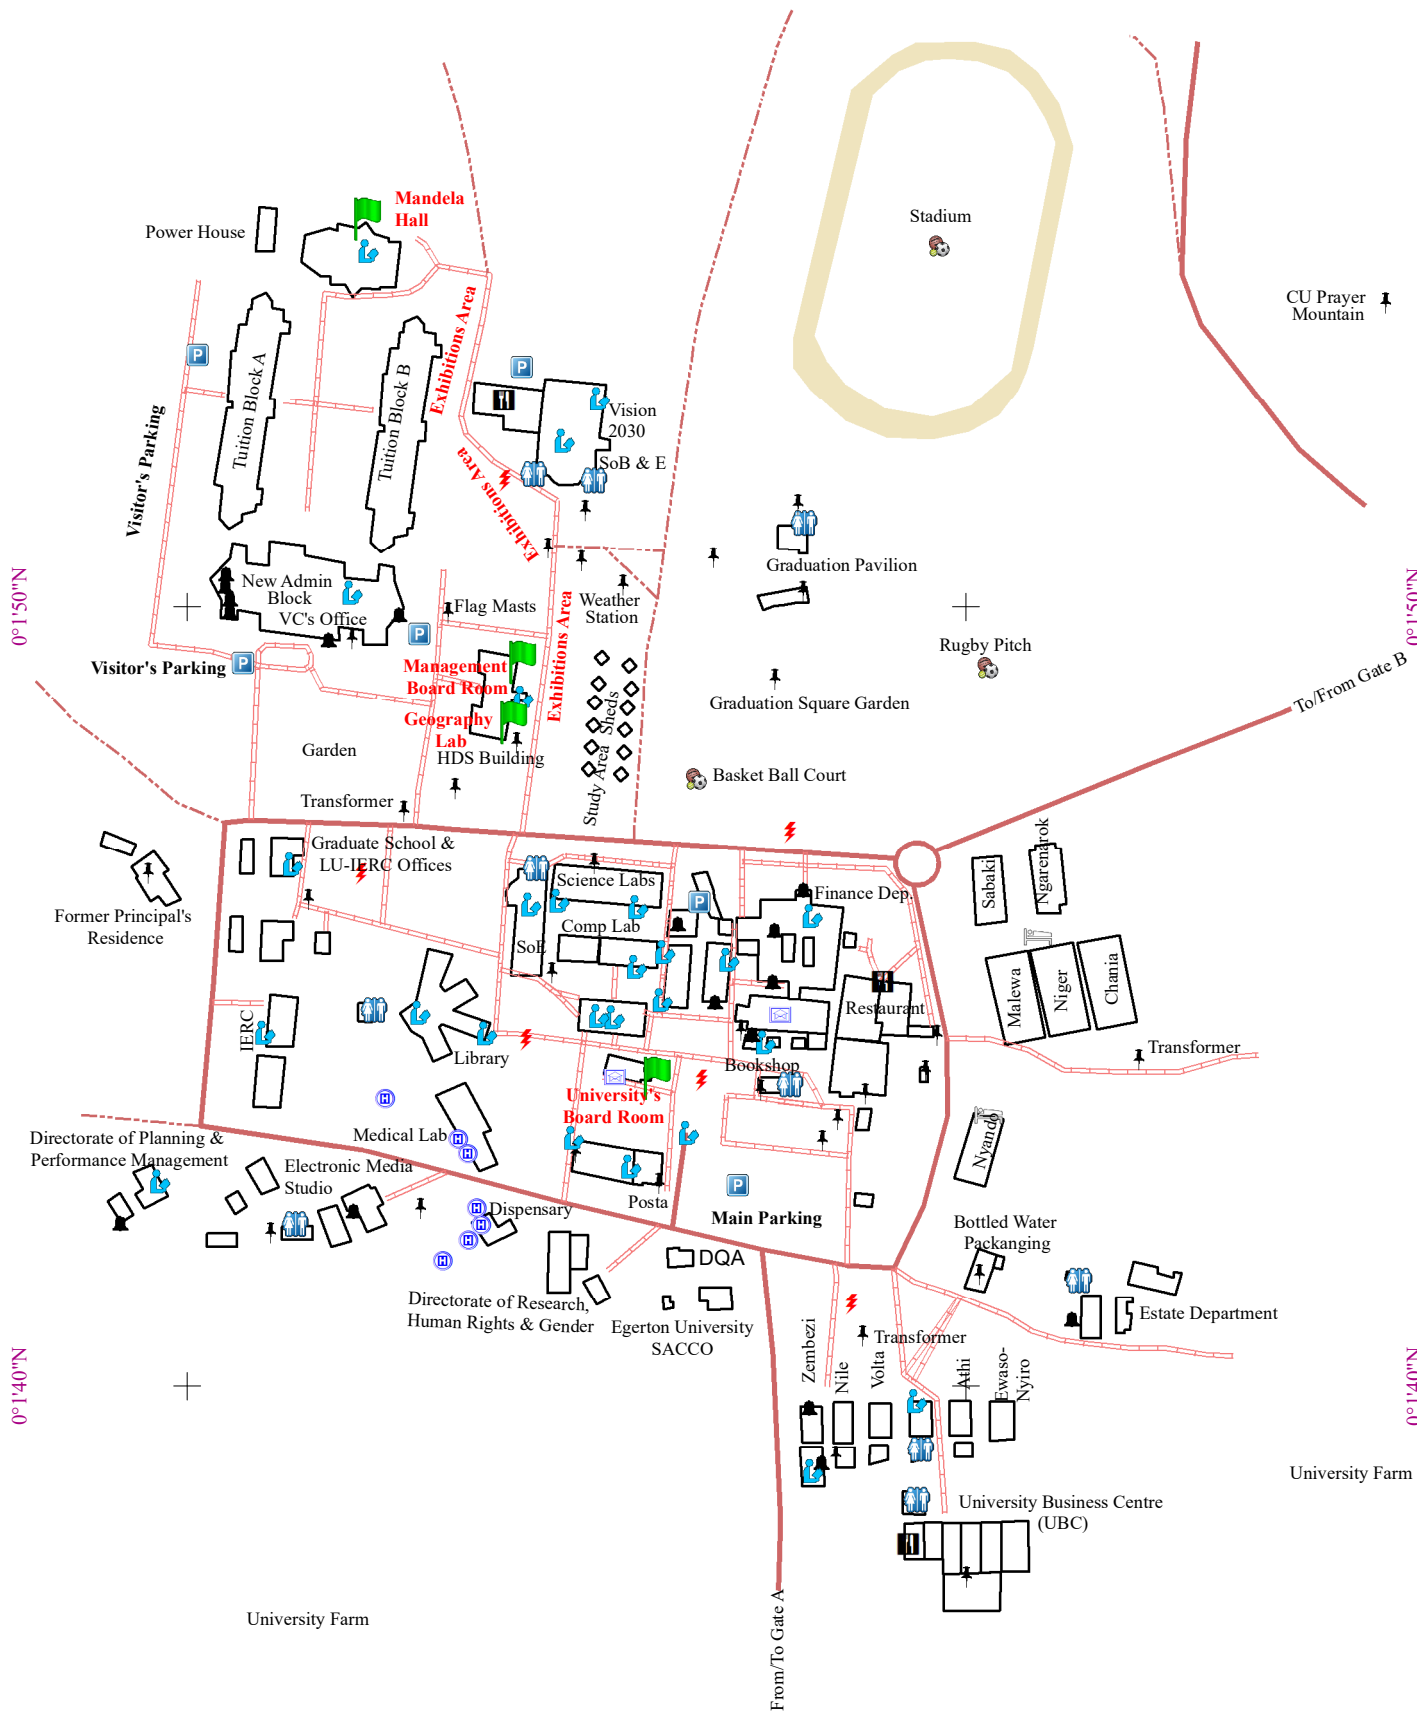 Mandela
Hall
Power House
Stadium
CU Prayer
Mountain
P
Exhibitions Area
Tuition Block A
Tuition Block B
P
Vision
2030
SoB & E
Visitor's Parking
Exhibitions Area
Graduation Pavilion
0°1'50"N
0°1'50"N
New Admin
Block
VC's Office
Flag Masts
Weather
Station
Exhibitions Area
P
Visitor's Parking
P
Management
Board Room
Geography
Lab
HDS Building
Study Area Sheds
Rugby Pitch
Graduation Square Garden
To/From Gate B
Garden
Basket Ball Court
Transformer
Graduate School &
LU-IERC Offices
Former Principal's
Residence
Science Labs
Comp Lab
SoE
P
Finance Dep.
Sabaki
Ngarenarok
Malewa
Niger
Chania
Restaurant
IERC
Library
Bookshop
Transformer
University's
Board Room
H
Medical Lab
H
H
Nyando
Directorate of Planning &
Performance Management
Electronic Media
Studio
Posta
P
Main Parking
H
Dispensary
H
H
H
Bottled Water
Packanging
DQA
Directorate of Research,
Human Rights & Gender
Egerton University
SACCO
Estate Department
Transformer
Zembezi
Nile
Volta
Athi
Ewaso-
Nyiro
0°1'40"N
0°1'40"N
University Farm
University Business Centre
(UBC)
University Farm
From/To Gate A